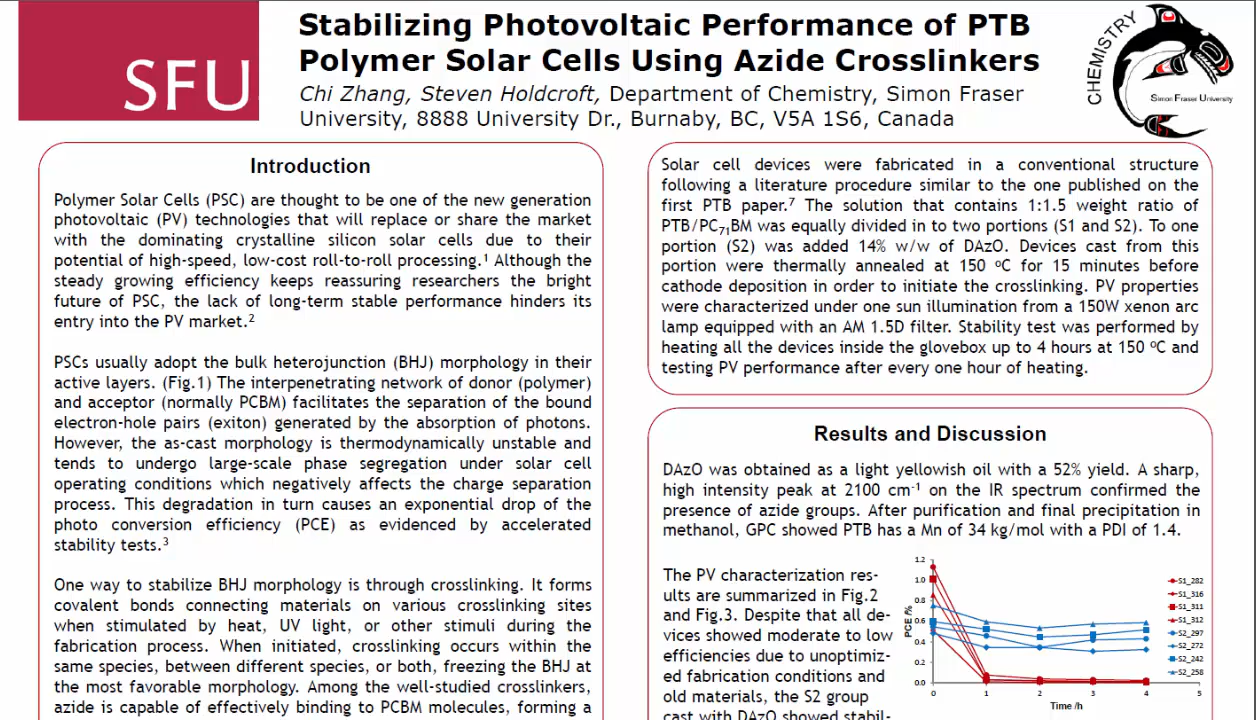 SFU
Stabilizing Photovoltaic Performance of PTB
Polymer Solar Cells Using Azide Crosslinkers
Chi Zhang, Steven Holdcroft, Department of Chemistry, Simon Fraser
University, 8888 University Dr., Burnaby, BC, V5A 1S6, Canada
CHEMISTRY
Simon Fraser University
Introduction
Polymer Solar Cells (PSC) are thought to be one of the new generation
photovoltaic (PV) technologies that will replace or share the market
with the dominating crystalline silicon solar cells due to their
potential of high-speed, low-cost roll-to-roll processing.¹ Although the
steady growing efficiency keeps reassuring researchers the bright
future of PSC, the lack of long-term stable performance hinders its
entry into the PV market.²
PSCs usually adopt the bulk heterojunction (BHJ) morphology in their
active layers. (Fig.1) The interpenetrating network of donor (polymer)
and acceptor (normally PCBM) facilitates the separation of the bound
electron-hole pairs (exiton) generated by the absorption of photons.
However, the as-cast morphology is thermodynamically unstable and
tends to undergo large-scale phase segregation under solar cell
operating conditions which negatively affects the charge separation
process. This degradation in turn causes an exponential drop of the
photo conversion efficiency (PCE) as evidenced by accelerated
stability tests.³
One way to stabilize BHJ morphology is through crosslinking. It forms
covalent bonds connecting materials on various crosslinking sites
when stimulated by heat, UV light, or other stimuli during the
fabrication process. When initiated, crosslinking occurs within the
same species, between different species, or both, freezing the BHJ at
the most favorable morphology. Among the well-studied crosslinkers,
azide is capable of effectively binding to PCBM molecules, forming a
Solar cell devices were fabricated in a conventional structure
following a literature procedure similar to the one published on the
first PTB paper.⁷ The solution that contains 1:1.5 weight ratio of
PTB/PC₇₁BM was equally divided in to two portions (S1 and S2). To one
portion (S2) was added 14% w/w of DAzO. Devices cast from this
portion were thermally annealed at 150 ºC for 15 minutes before
cathode deposition in order to initiate the crosslinking. PV properties
were characterized under one sun illumination from a 150W xenon arc
lamp equipped with an AM 1.5D filter. Stability test was performed by
heating all the devices inside the glovebox up to 4 hours at 150 ºC and
testing PV performance after every one hour of heating.
Results and Discussion
DAzO was obtained as a light yellowish oil with a 52% yield. A sharp,
high intensity peak at 2100 cm⁻¹ on the IR spectrum confirmed the
presence of azide groups. After purification and final precipitation in
methanol, GPC showed PTB has a Mn of 34 kg/mol with a PDI of 1.4.
The PV characterization res-
ults are summarized in Fig.2
and Fig.3. Despite that all de-
vices showed moderate to low
efficiencies due to unoptimiz-
ed fabrication conditions and
old materials, the S2 group
cast with DAzO showed stabil-
PCE /%
1.2
1.0
0.8
0.6
0.4
0.2
0.0
0 1 2 3 4 5
Time /h
S1_282
S1_316
S1_311
S1_312
S2_297
S2_272
S2_242
S2_258